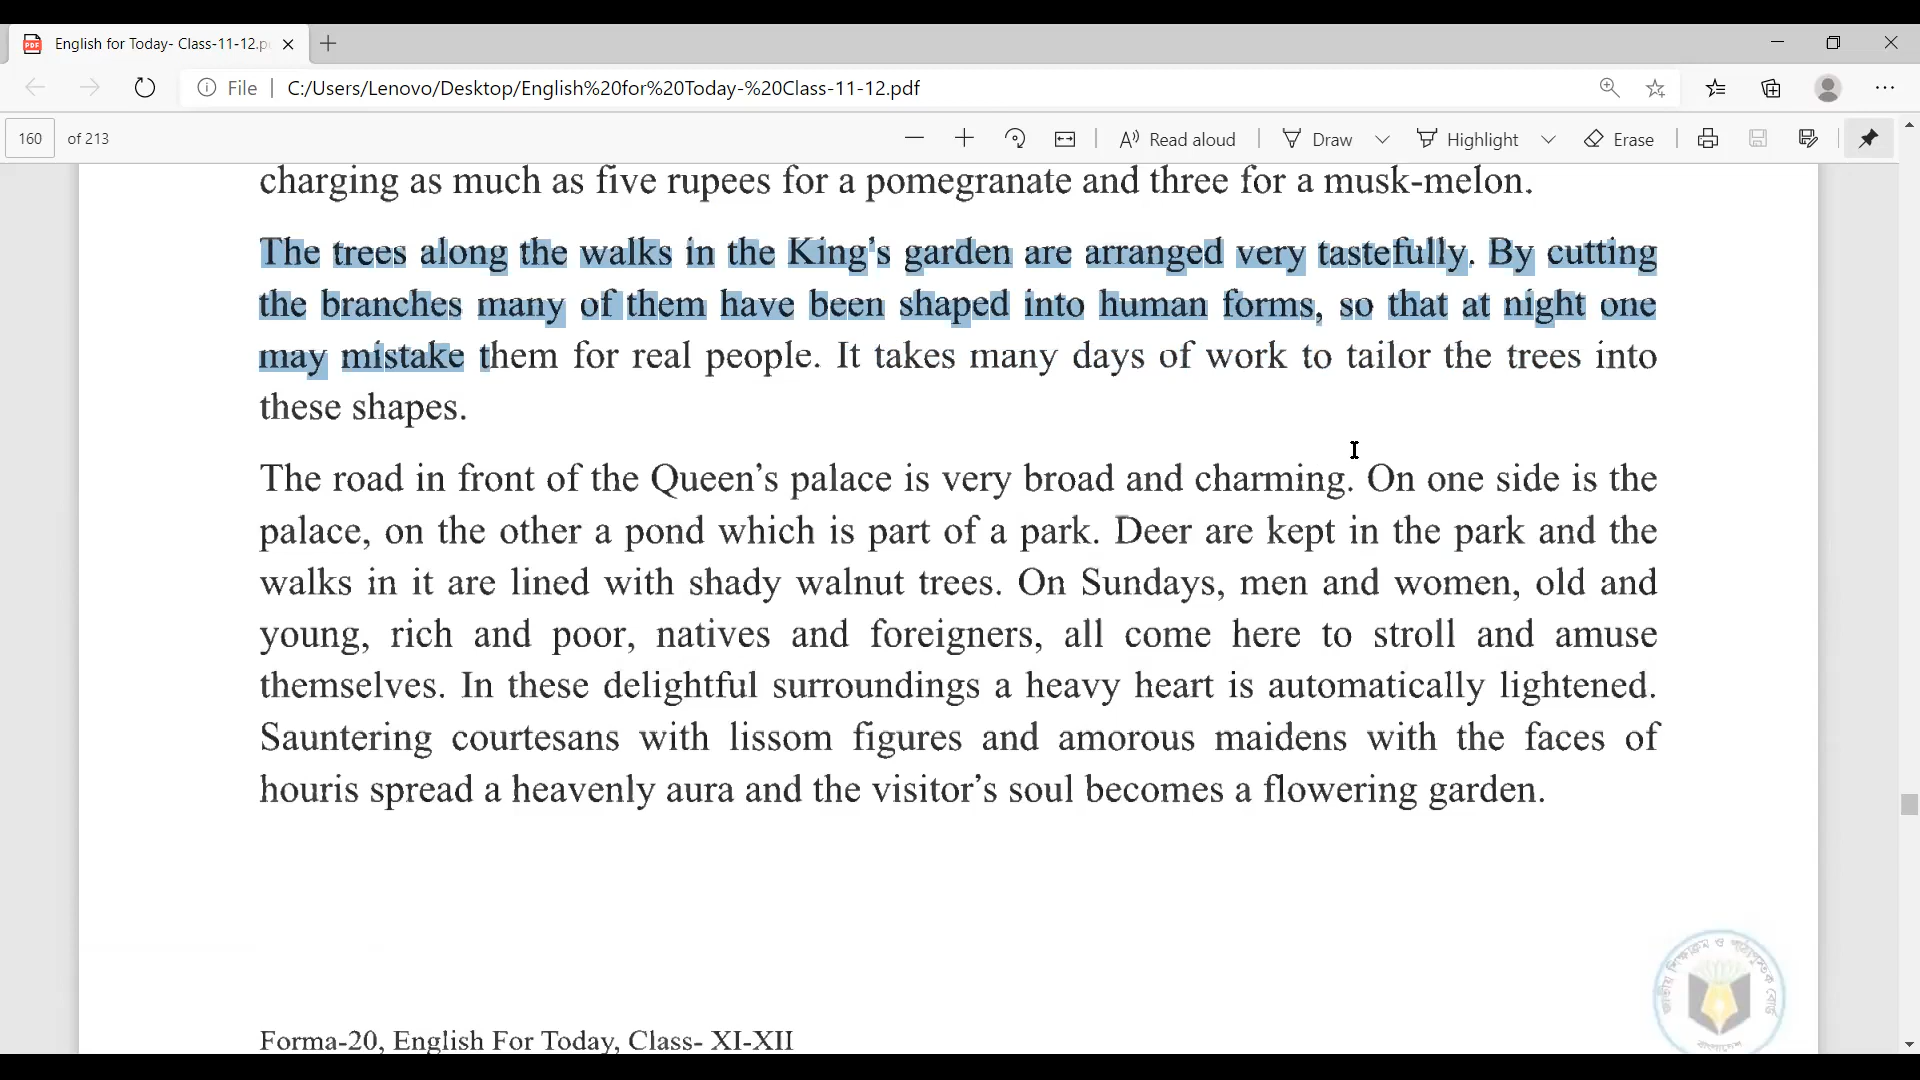 English for Today- Class-11-12.p
File
C:/Users/Lenovo/Desktop/English%20for%20Today-%20Class-11-12.pdf
160 of 213
Read aloud
Draw
Highlight
Erase
charging as much as five rupees for a pomegranate and three for a musk-melon.
The trees along the walks in the King's garden are arranged very tastefully. By cutting
the branches many of them have been shaped into human forms, so that at night one
may mistake them for real people. It takes many days of work to tailor the trees into
these shapes.
The road in front of the Queen's palace is very broad and charming. On one side is the
palace, on the other a pond which is part of a park. Deer are kept in the park and the
walks in it are lined with shady walnut trees. On Sundays, men and women, old and
young, rich and poor, natives and foreigners, all come here to stroll and amuse
themselves. In these delightful surroundings a heavy heart is automatically lightened.
Sauntering courtesans with lissom figures and amorous maidens with the faces of
houris spread a heavenly aura and the visitor's soul becomes a flowering garden.
Forma-20, English For Today, Class- XI-XII